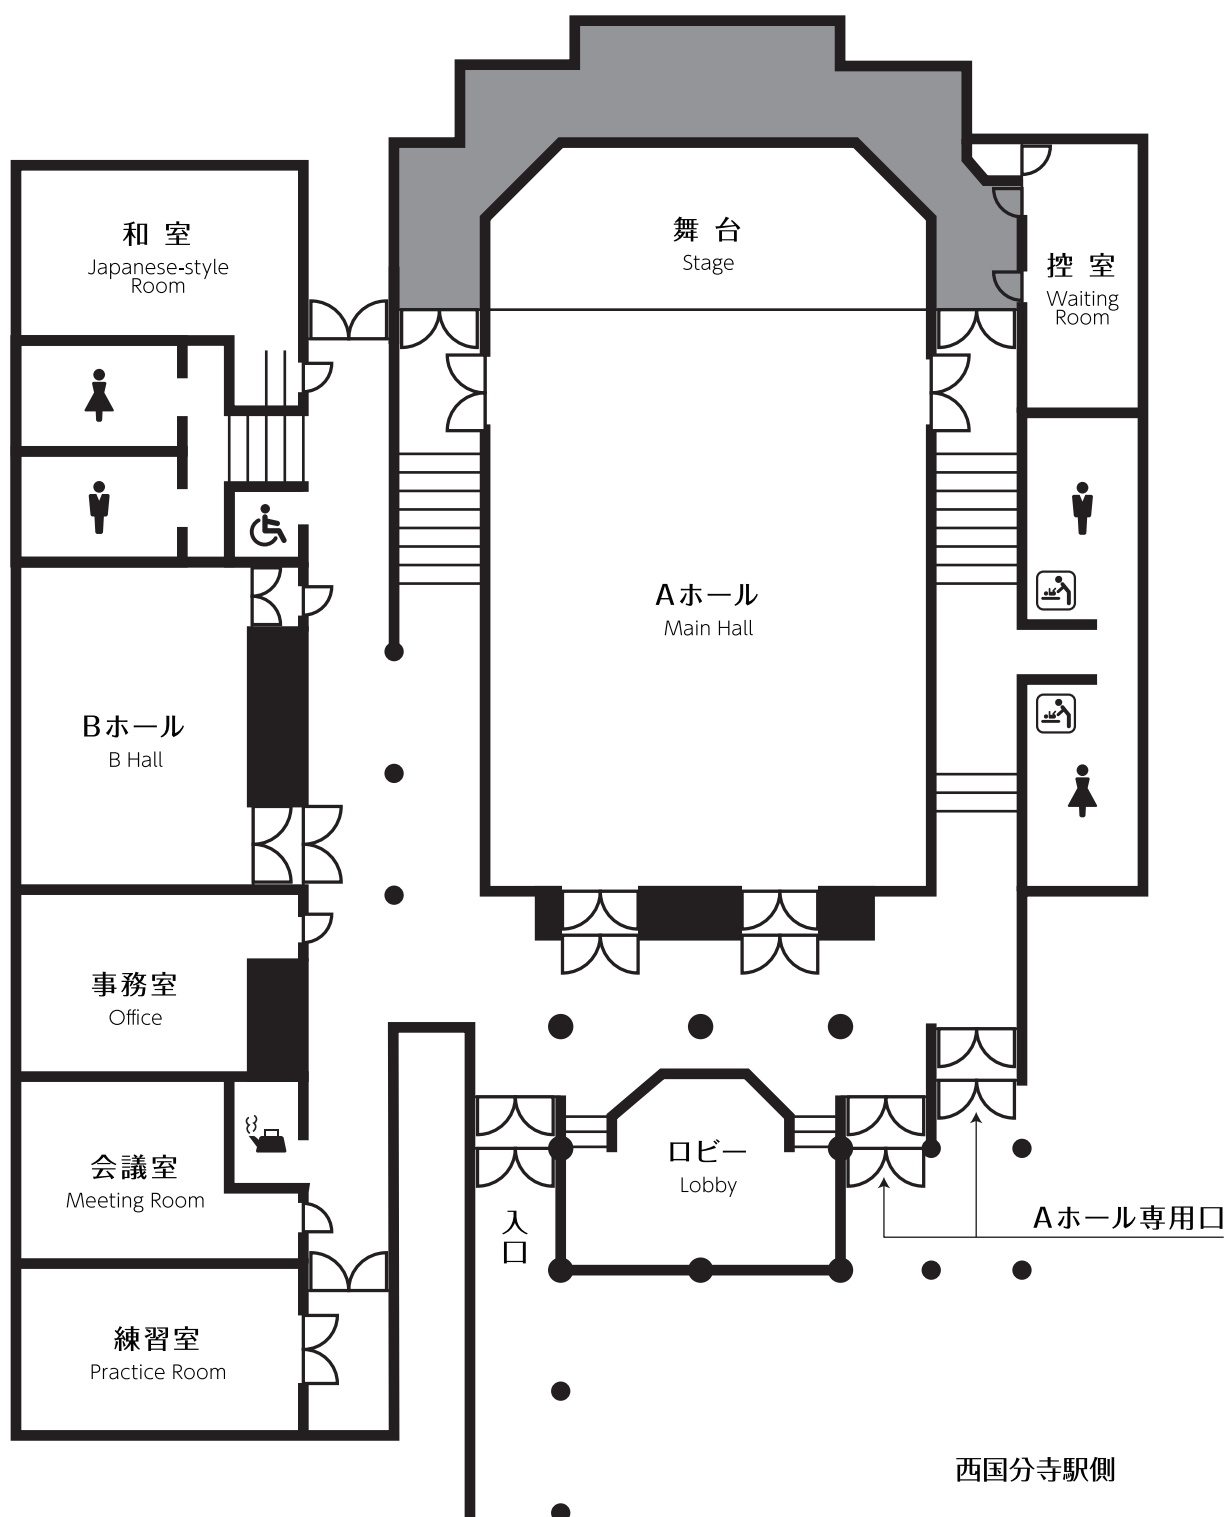 舞 台
Stage
和 室
Japanese-style
Room
控 室
Waiting
Room
Aホール
Main Hall
Bホール
B Hall
事務室
Office
会議室
Meeting Room
ロビー
Lobby
入口
Aホール専用口
練習室
Practice Room
西国分寺駅側